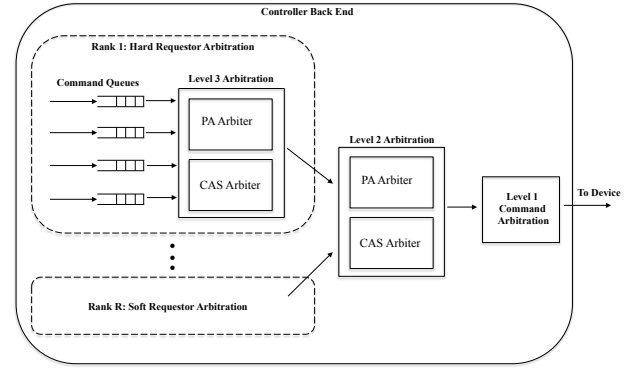 Controller Back End
Rank 1: Hard Requestor Arbitration
Command Queues
Level 3 Arbitration
PA Arbiter
CAS Arbiter
Level 2 Arbitration
PA Arbiter
CAS Arbiter
Level 1
Command
Arbitration
To Device
Rank R: Soft Requestor Arbitration